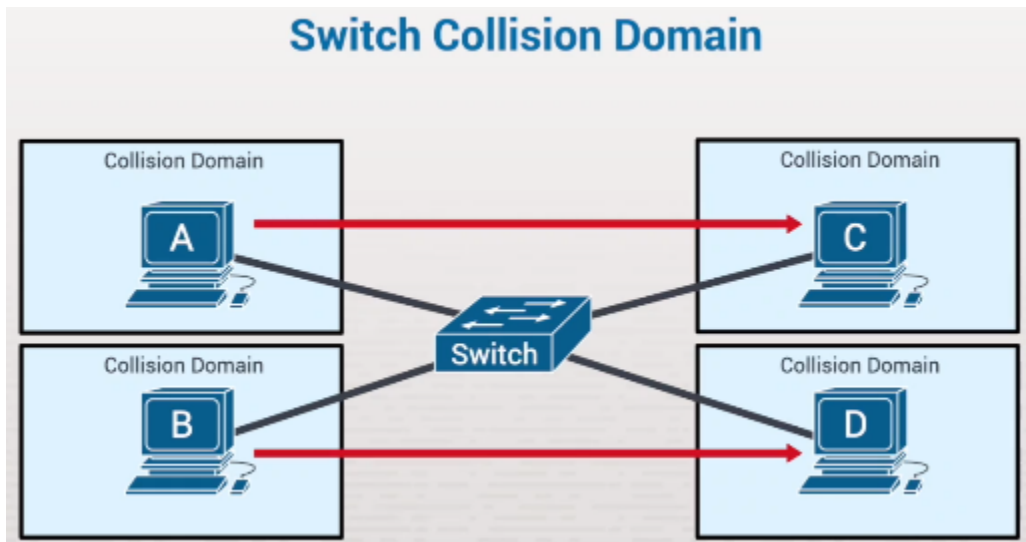 Switch Collision Domain
Collision Domain
A
Collision Domain
C
Switch
Collision Domain
B
Collision Domain
D